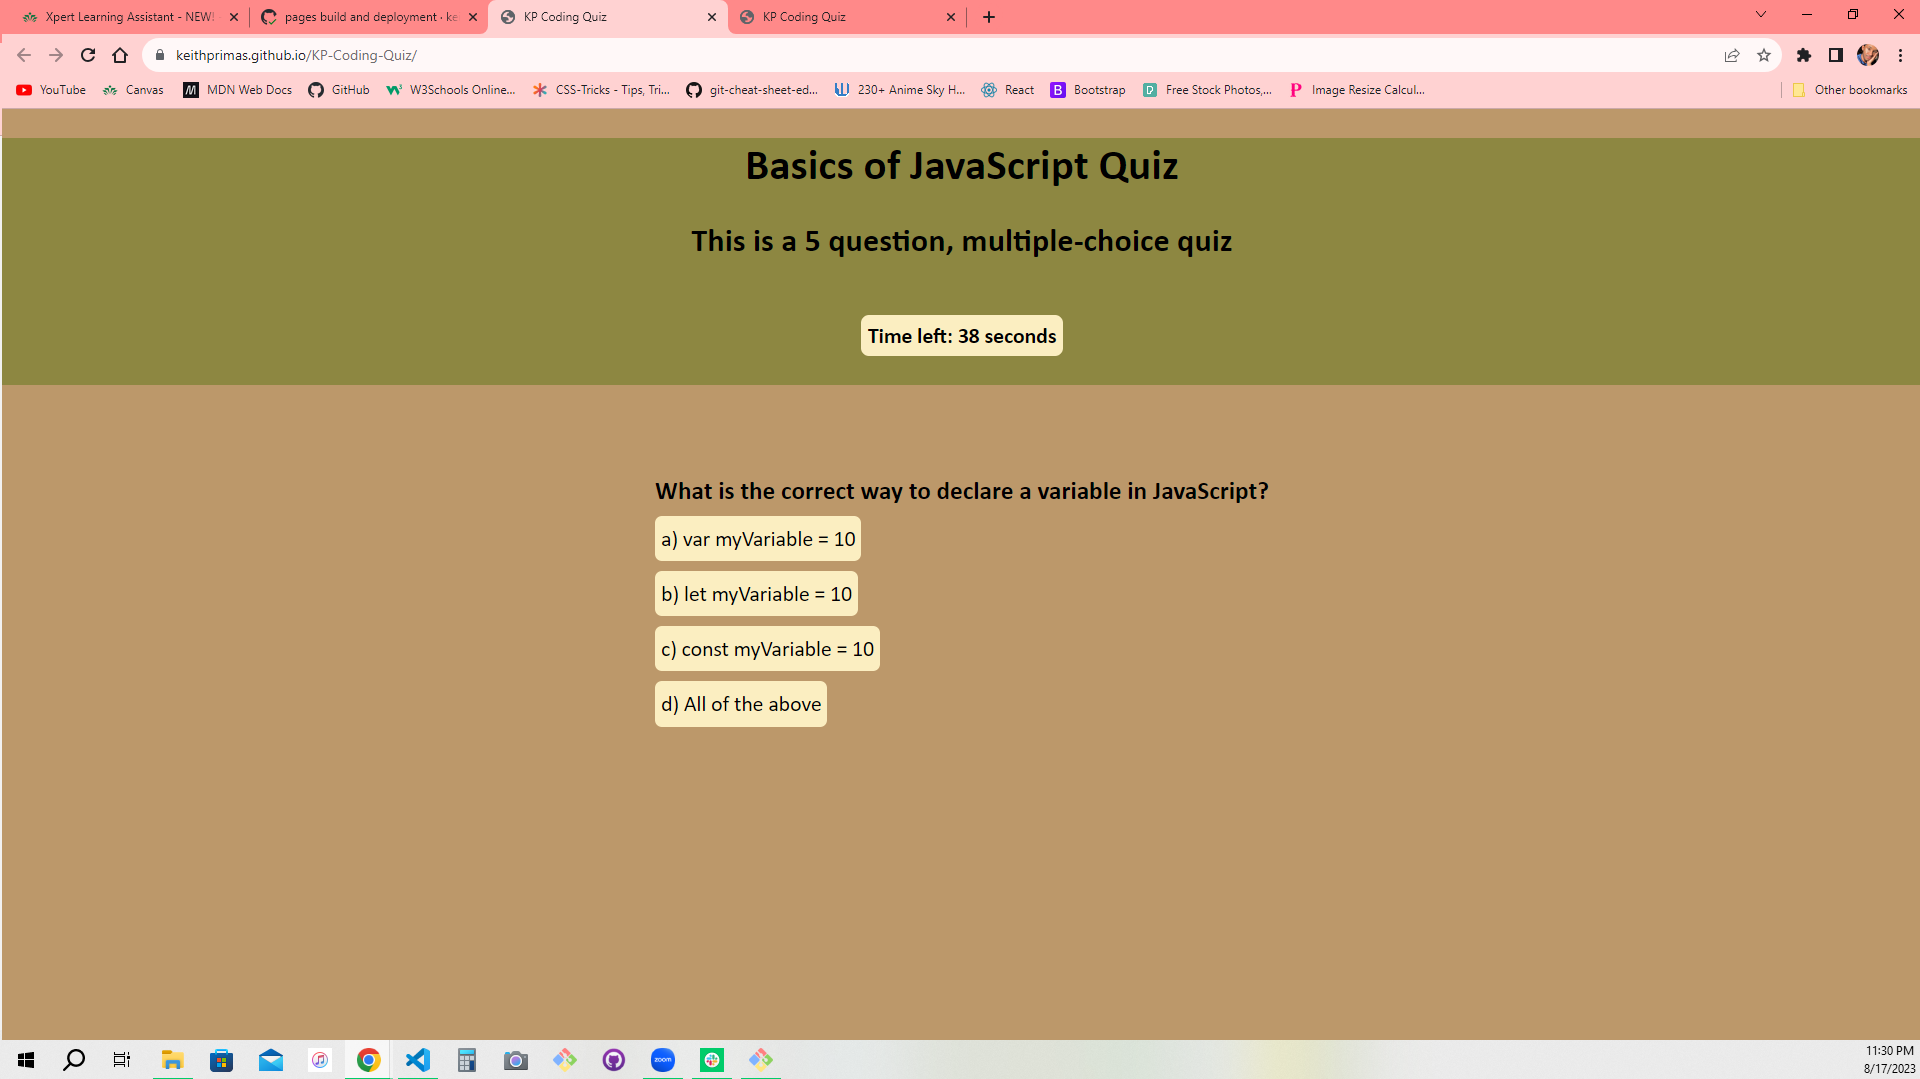 Xpert Learning Assistant - NEW!
pages build and deployment · ke
KP Coding Quiz
KP Coding Quiz
keithprimas.github.io/KP-Coding-Quiz/
YouTube
Canvas
M
MDN Web Docs
GitHub
W3Schools Online...
CSS-Tricks - Tips, Tri...
git-cheat-sheet-ed...
230+ Anime Sky H...
React
B
Bootstrap
Free Stock Photos,...
P
Image Resize Calcul...
Other bookmarks
Basics of JavaScript Quiz
This is a 5 question, multiple-choice quiz
Time left: 38 seconds
What is the correct way to declare a variable in JavaScript?
a) var myVariable = 10
b) let myVariable = 10
c) const myVariable = 10
d) All of the above
zoom
11:30 PM
8/17/2023